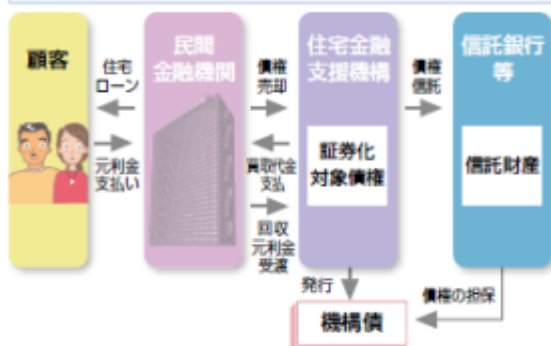 顧客
住宅
ローン
元利金
支払い
民間
金融機関
債権
売却
買取代金
支払
回収
元利金
受渡
住宅金融
支援機構
証券化
対象債権
債権
信託
信託銀行
等
信託財産
発行
機構債
債権の担保